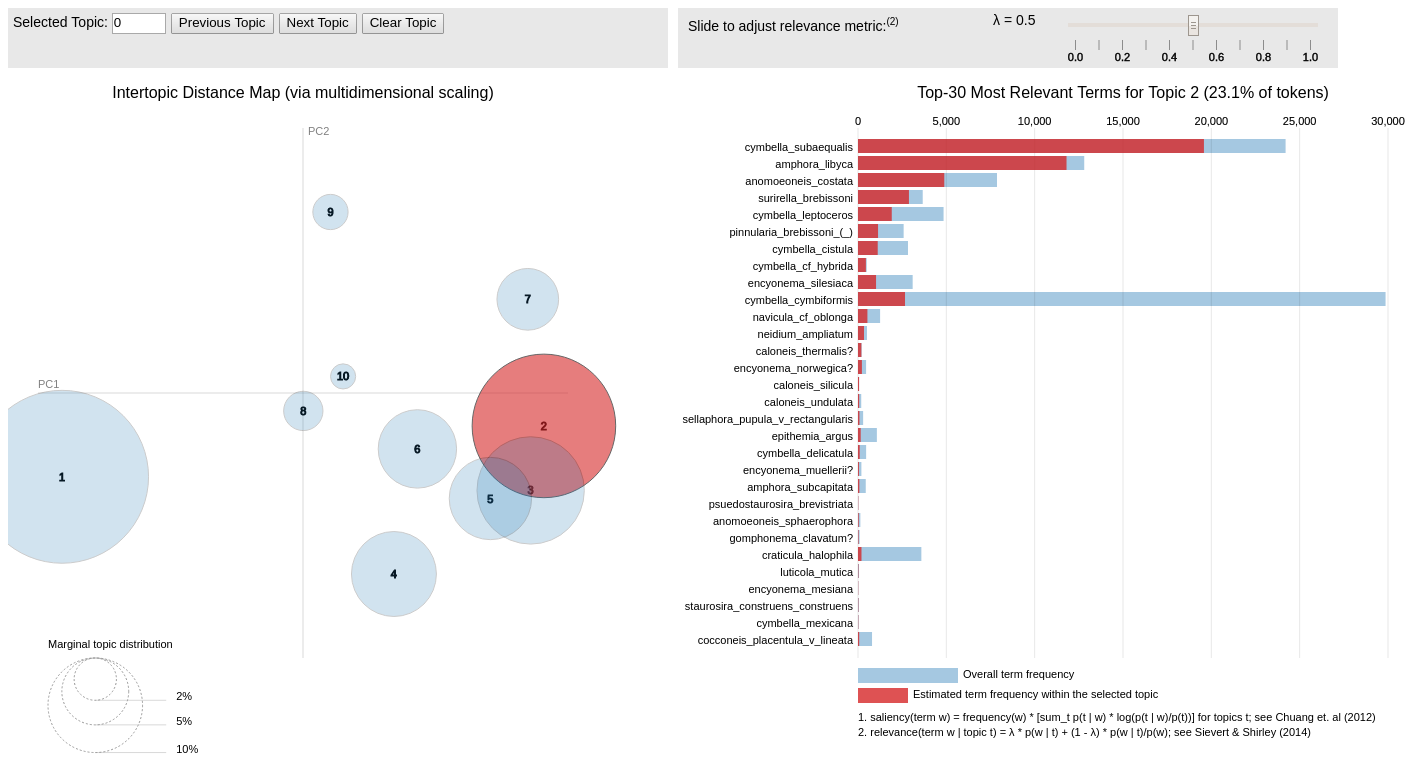 Selected Topic: 0 Previous Topic Next Topic Clear Topic
Slide to adjust relevance metric:(2)
λ = 0.5
0.0 0.2 0.4 0.6 0.8 1.0
Intertopic Distance Map (via multidimensional scaling)
PC2
PC1
9
7
10
2
8
6
1
3
5
4
Marginal topic distribution
2%
5%
10%
Top-30 Most Relevant Terms for Topic 2 (23.1% of tokens)
0 5,000 10,000 15,000 20,000 25,000 30,000
cymbella_subaequalis
amphora_libyca
anomoeoneis_costata
surirella_brebissoni
cymbella_leptoceros
pinnularia_brebissoni_(_)
cymbella_cistula
cymbella_cf_hybrida
encyonema_silesiaca
cymbella_cymbiformis
navicula_cf_oblonga
neidium_ampliatum
caloneis_thermalis?
encyonema_norwegica?
caloneis_silicula
caloneis_undulata
sellaphora_pupula_v_rectangularis
epithemia_argus
cymbella_delicatula
encyonema_muellerii?
amphora_subcapitata
psuedostaurosira_brevistriata
anomoeoneis_sphaerophora
gomphonema_clavatum?
craticula_halophila
luticola_mutica
encyonema_mesiana
staurosira_construens_construens
cymbella_mexicana
cocconeis_placentula_v_lineata
Overall term frequency
Estimated term frequency within the selected topic
1. saliency(term w) = frequency(w) * [sum_t p(t | w) * log(p(t | w)/p(t))] for topics t; see Chuang et. al (2012)
2. relevance(term w | topic t) = λ * p(w | t) + (1 - λ) * p(w | t)/p(w); see Sievert & Shirley (2014)